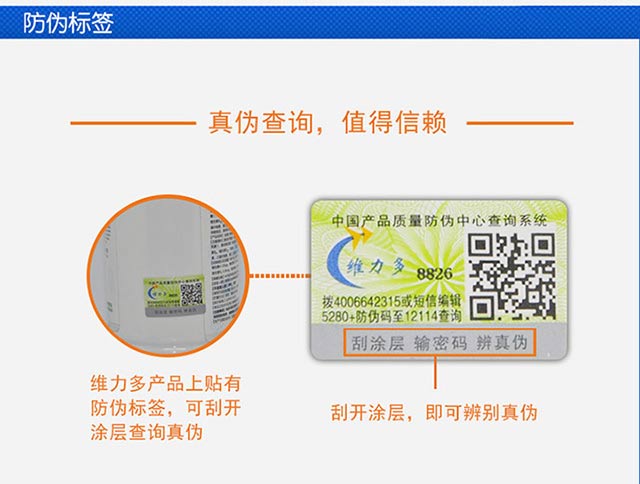 防伪标签
真伪查询，值得信赖
中国产品质量防伪中心查询系统
维力多 8826
拨4006642315或短信编辑
5280+防伪码至12114查询
刮涂层 输密码 辨真伪
维力多产品上贴有
防伪标签，可刮开
涂层查询真伪
刮开涂层，即可辨别真伪